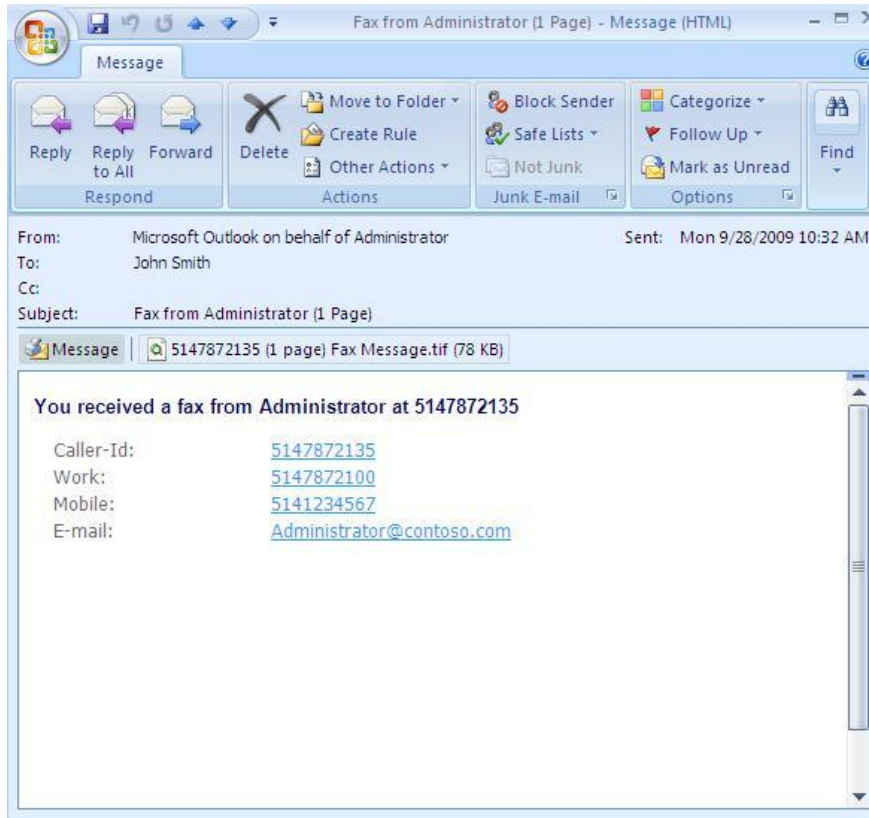 Fax from Administrator (1 Page) - Message (HTML)
Message
Reply
Reply to All
Forward
Respond
Delete
Move to Folder
Create Rule
Other Actions
Actions
Block Sender
Safe Lists
Not Junk
Junk E-mail
Categorize
Follow Up
Mark as Unread
Options
Find
From: Microsoft Outlook on behalf of Administrator Sent: Mon 9/28/2009 10:32 AM
To: John Smith
Cc:
Subject: Fax from Administrator (1 Page)
Message 5147872135 (1 page) Fax Message.tif (78 KB)
You received a fax from Administrator at 5147872135
Caller-Id: 5147872135
Work: 5147872100
Mobile: 5141234567
E-mail: Administrator@contoso.com